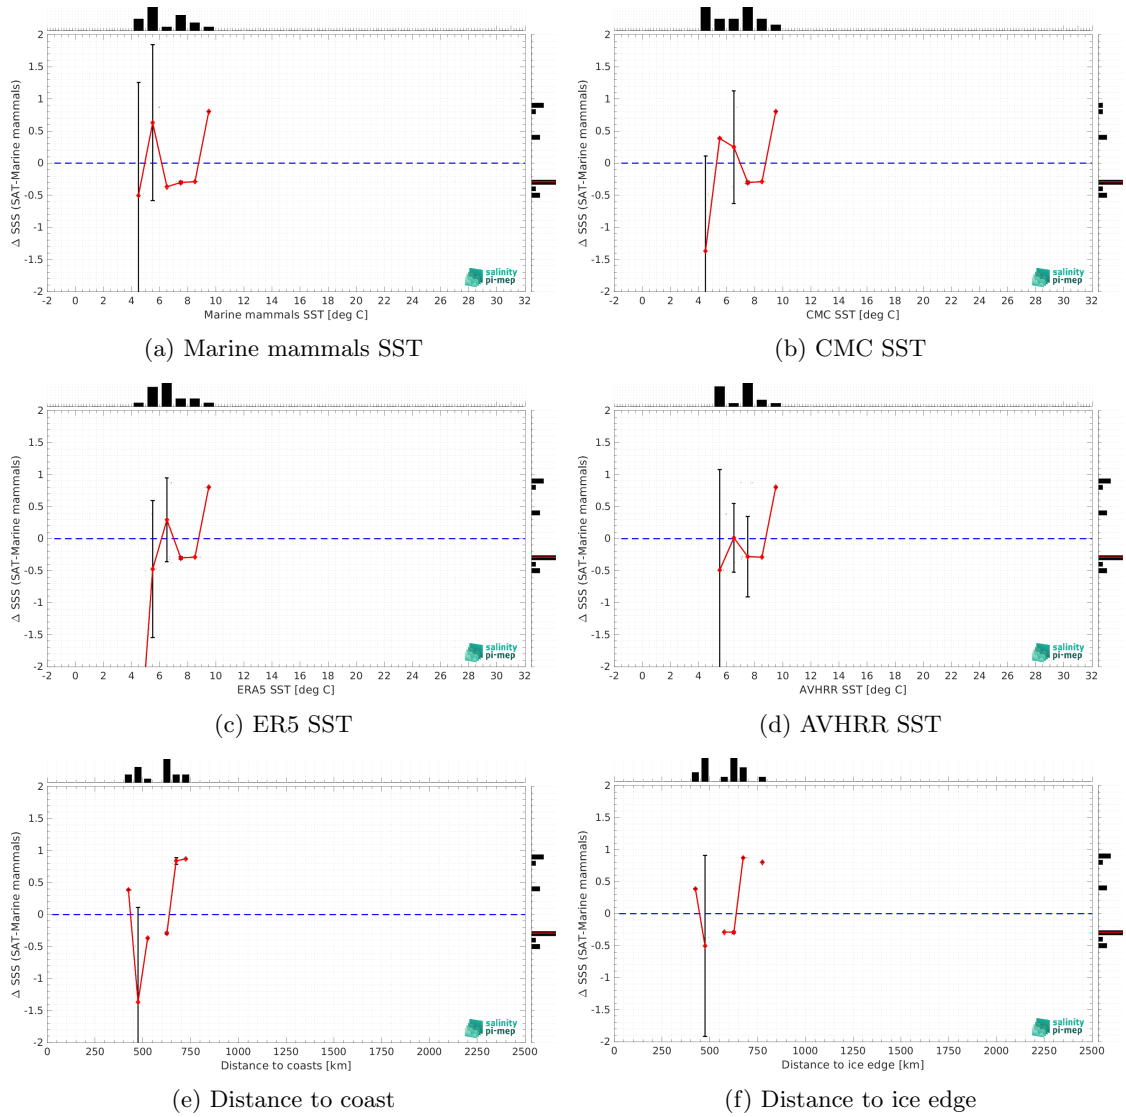 2
1.5
1
0.5
0
-0.5
-1
-1.5
-2
Δ SSS (SAT-Marine mammals)
-2 0 2 4 6 8 10 12 14 16 18 20 22 24 26 28 30 32
Marine mammals SST [deg C]
salinity
pi-mep
(a) Marine mammals SST
2
1.5
1
0.5
0
-0.5
-1
-1.5
-2
Δ SSS (SAT-Marine mammals)
-2 0 2 4 6 8 10 12 14 16 18 20 22 24 26 28 30 32
CMC SST [deg C]
salinity
pi-mep
(b) CMC SST
2
1.5
1
0.5
0
-0.5
-1
-1.5
-2
Δ SSS (SAT-Marine mammals)
-2 0 2 4 6 8 10 12 14 16 18 20 22 24 26 28 30 32
ERA5 SST [deg C]
salinity
pi-mep
(c) ER5 SST
2
1.5
1
0.5
0
-0.5
-1
-1.5
-2
Δ SSS (SAT-Marine mammals)
-2 0 2 4 6 8 10 12 14 16 18 20 22 24 26 28 30 32
AVHRR SST [deg C]
salinity
pi-mep
(d) AVHRR SST
2
1.5
1
0.5
0
-0.5
-1
-1.5
-2
Δ SSS (SAT-Marine mammals)
0 250 500 750 1000 1250 1500 1750 2000 2250 2500
Distance to coasts [km]
salinity
pi-mep
(e) Distance to coast
2
1.5
1
0.5
0
-0.5
-1
-1.5
-2
Δ SSS (SAT-Marine mammals)
0 250 500 750 1000 1250 1500 1750 2000 2250 2500
Distance to ice edge [km]
salinity
pi-mep
(f) Distance to ice edge